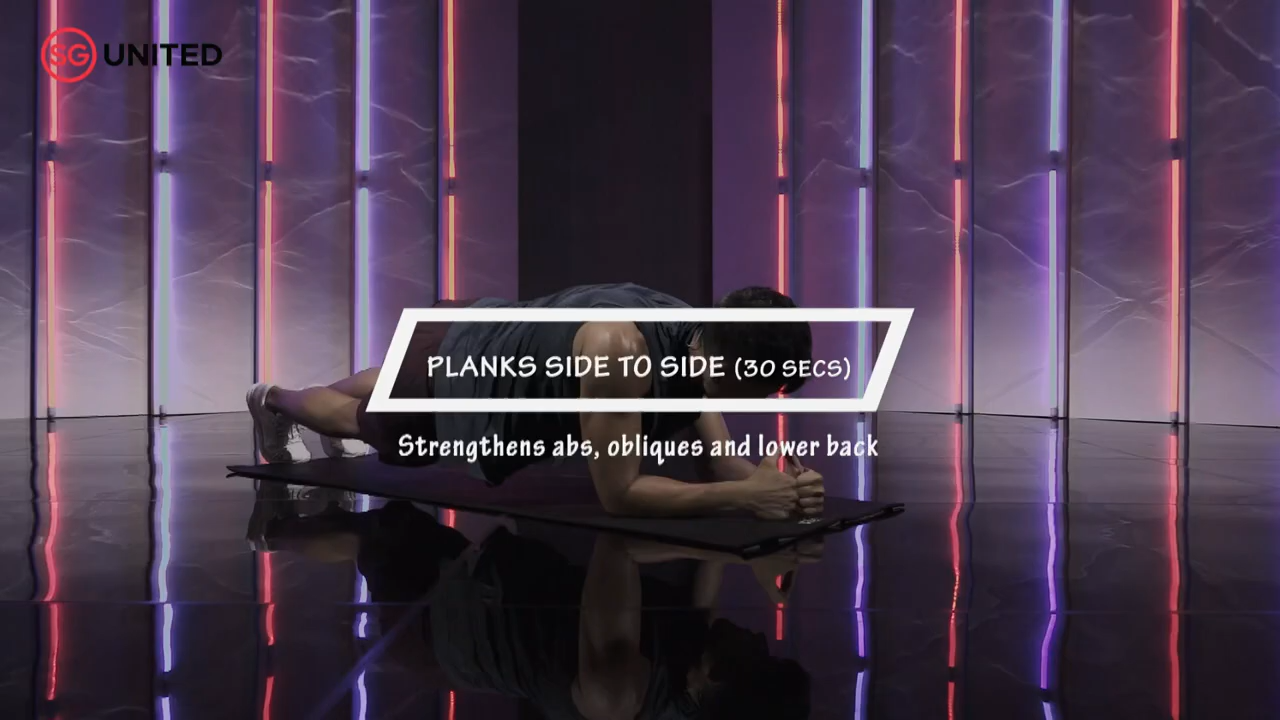 SG UNITED
PLANKS SIDE TO SIDE (30 SECS)
Strengthens abs, obliques and lower back